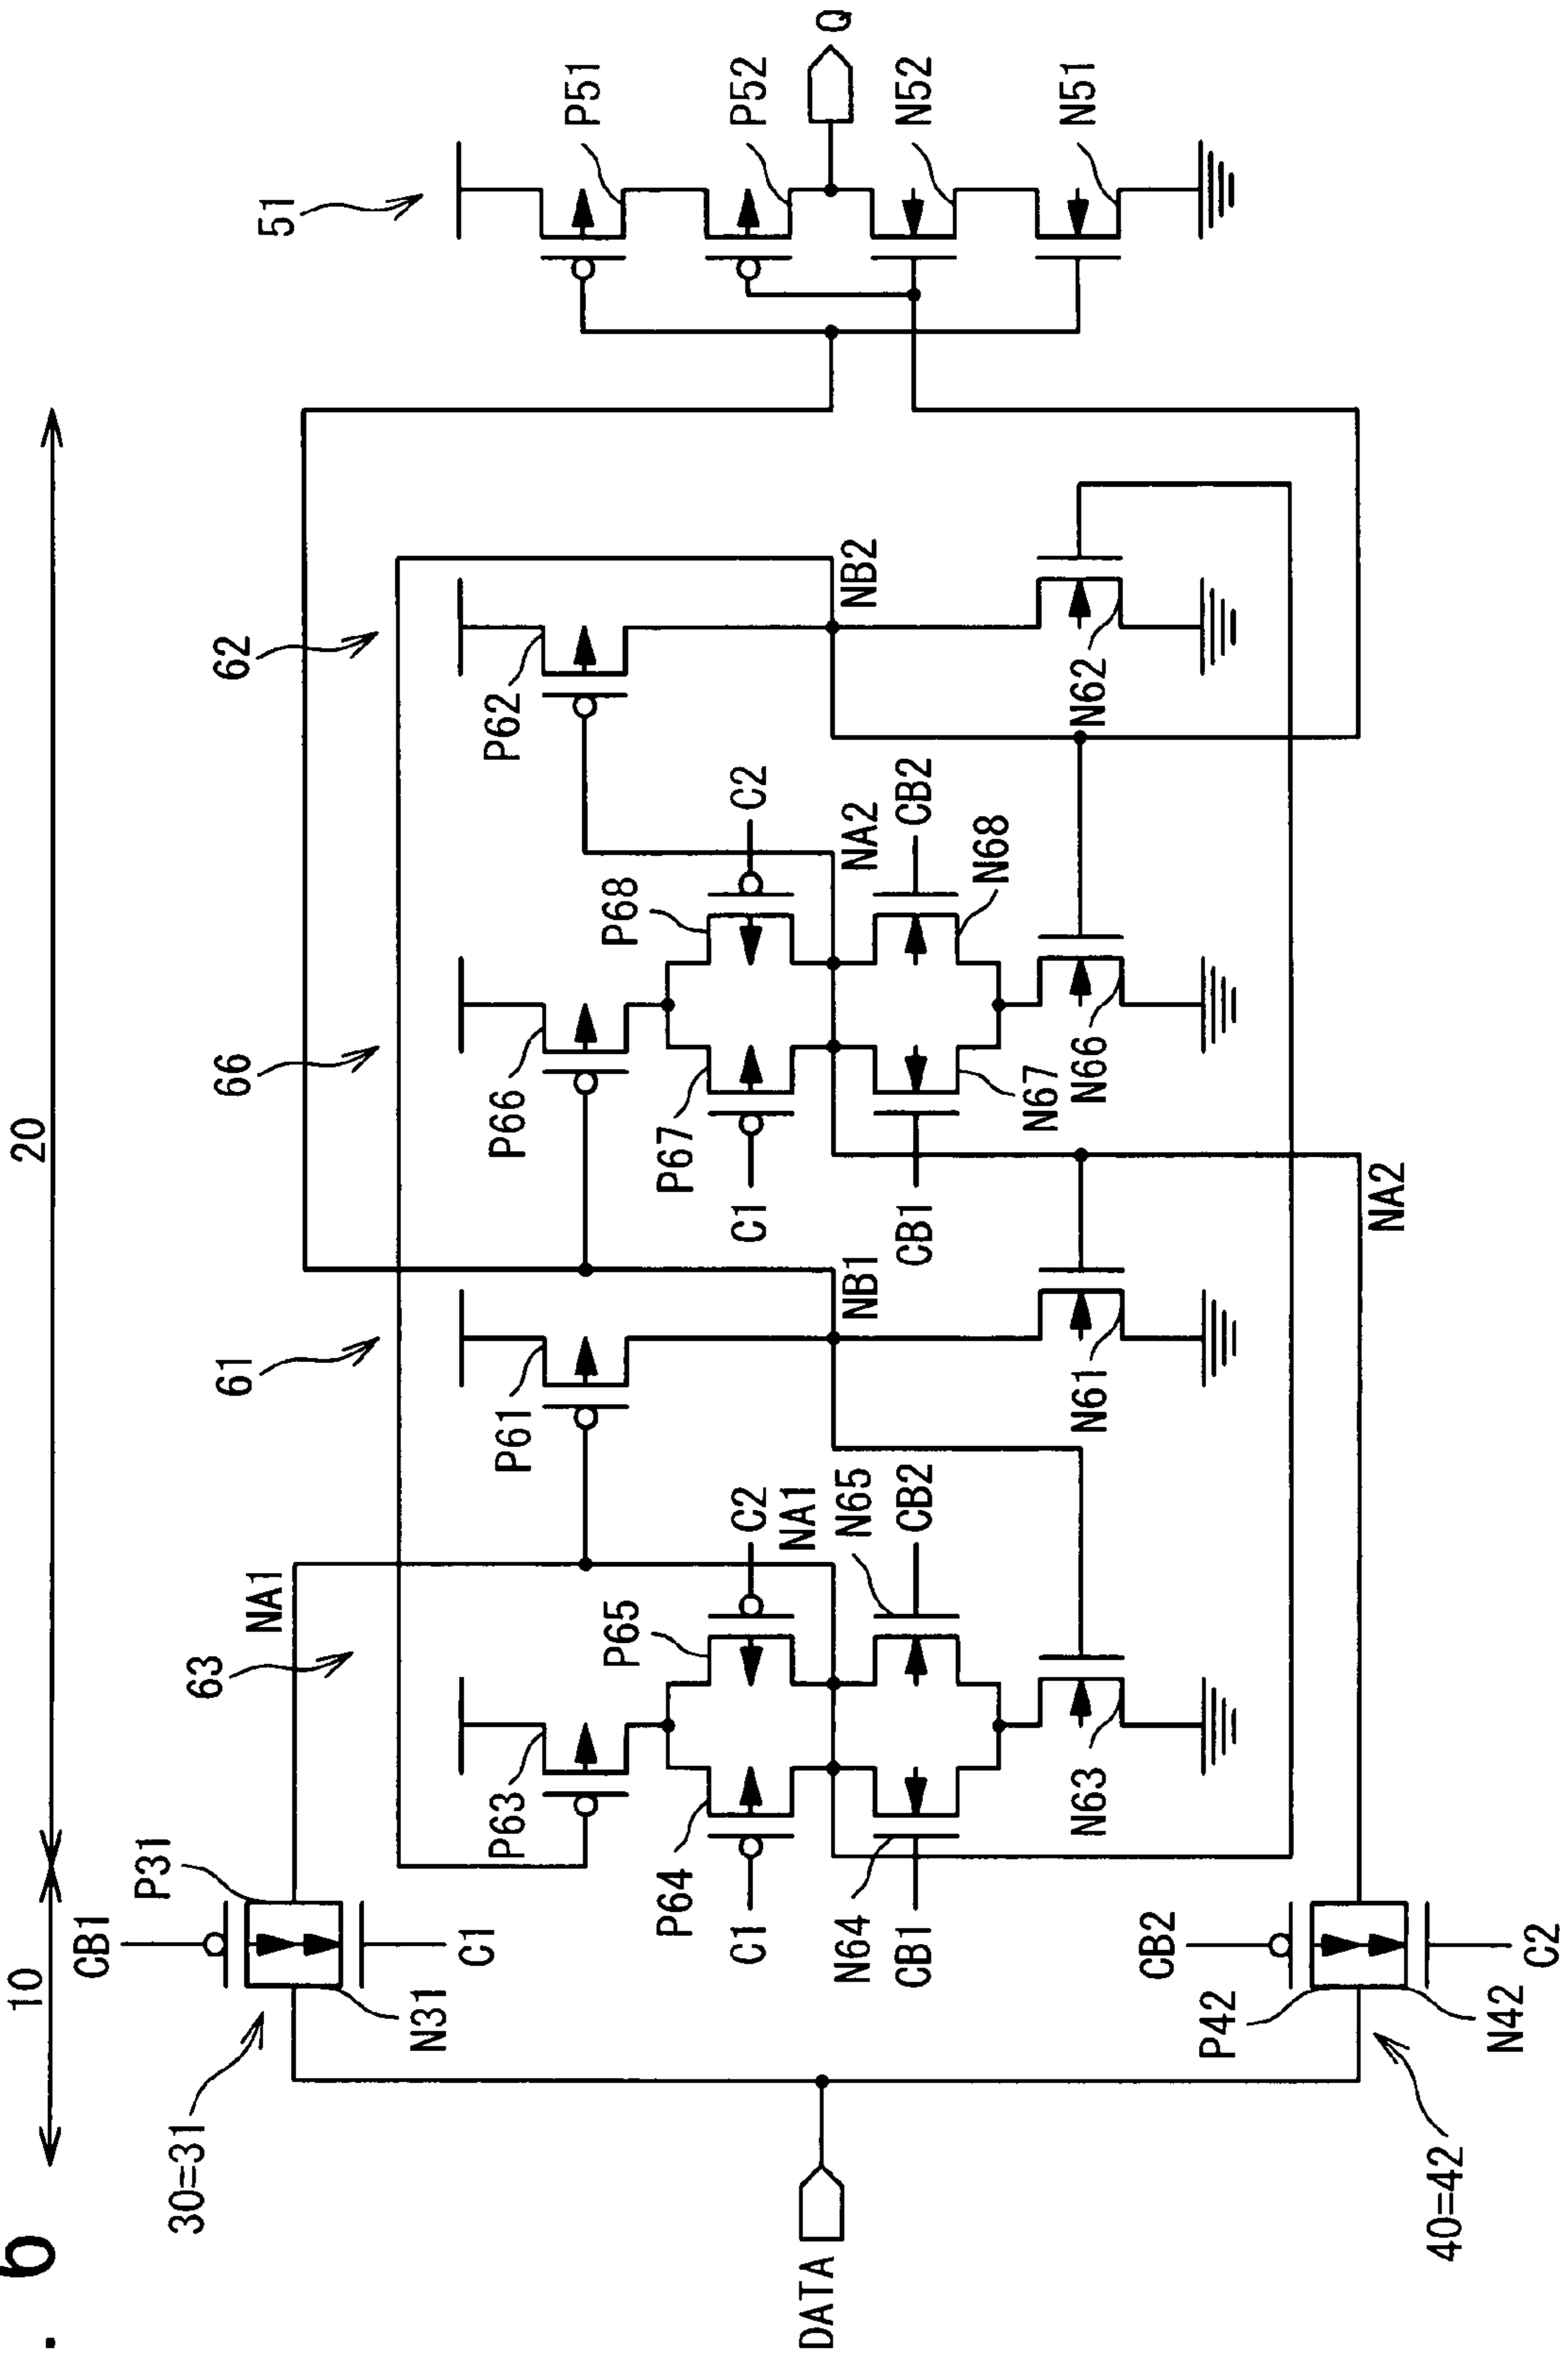 . 6
10
20
30=31
CB1
P31
N31
C1
NA1
63
61
66
62
51
P63
P64
P65
C1
C2
NA1
N64
CB1
N65
CB2
N63
P61
NB1
N61
P66
P67
P68
C1
C2
NA2
CB1
CB2
N67
N68
N66
NA2
P62
NB2
N62
P51
P52
Q
N52
N51
DATA
40=42
CB2
P42
N42
C2